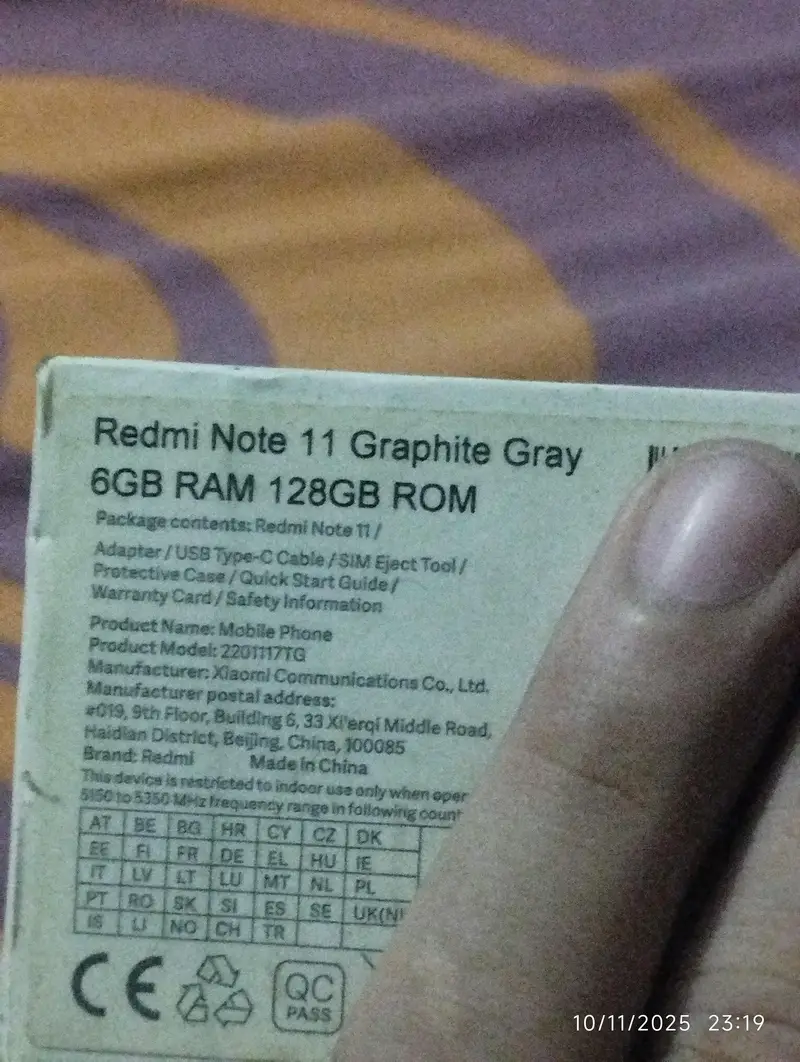 Redmi Note 11 Graphite Gray
6GB RAM 128GB ROM
Package contents: Redmi Note 11 /
Adapter / USB Type-C Cable / SIM Eject Tool /
Protective Case / Quick Start Guide /
Warranty Card / Safety Information
Product Name: Mobile Phone
Product Model: 2201117TG
Manufacturer: Xiaomi Communications Co., Ltd.
Manufacturer postal address:
#019, 9th Floor, Building 6, 33 Xi'erqi Middle Road,
Haidian District, Beijing, China, 100085
Brand: Redmi Made in China
This device is restricted to indoor use only when oper
5150 to 5350 MHz frequency range in following count
AT BE BG HR CY CZ DK
EE FI FR DE EL HU IE
IT LV LT LU MT NL PL
PT RO SK SI ES SE UK(NI
IS LI NO CH TR
CE
QC
PASS
10/11/2025 23:19